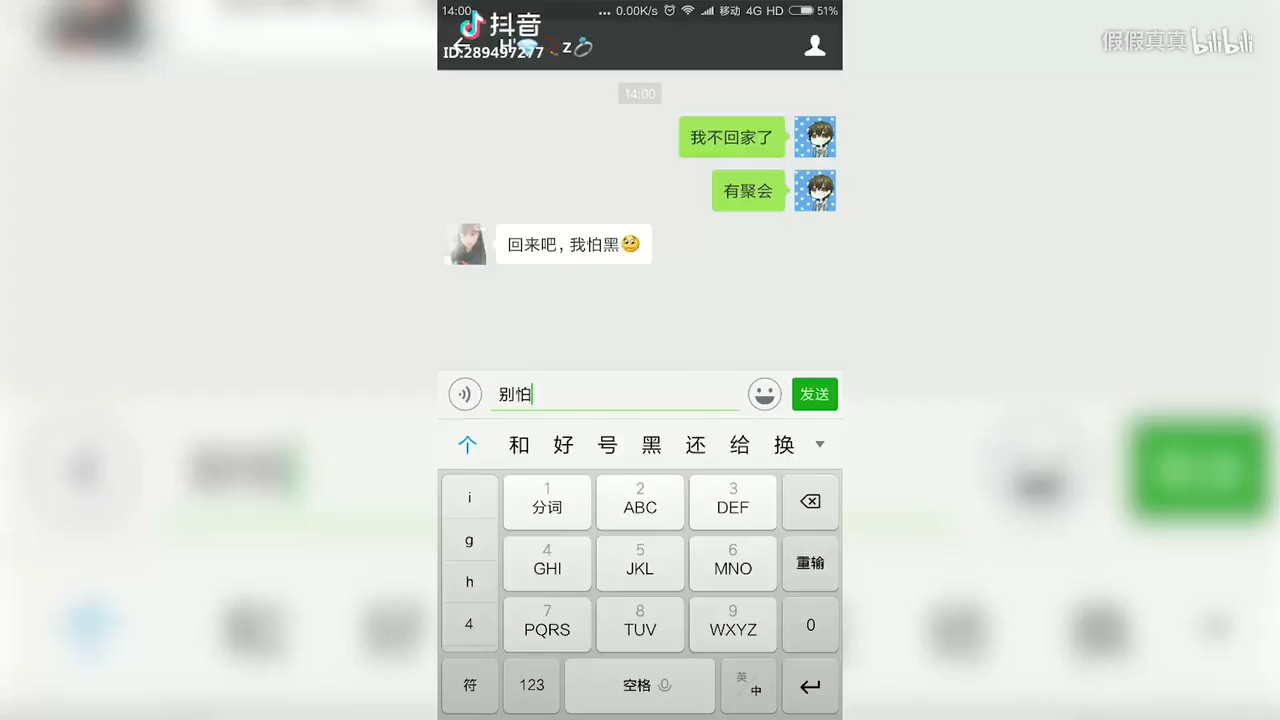 14:00
... 0.00K/s
移动 4G HD
51%
抖音
ID:289497277
z
假假真真 bilibili
14:00
我不回家了
有聚会
回来吧，我怕黑
别怕
发送
个 和 好 号 黑 还 给 换
i
g
h
4
1
分词
2
ABC
3
DEF
4
GHI
5
JKL
6
MNO
重输
7
PQRS
8
TUV
9
WXYZ
0
符
123
空格
英
中